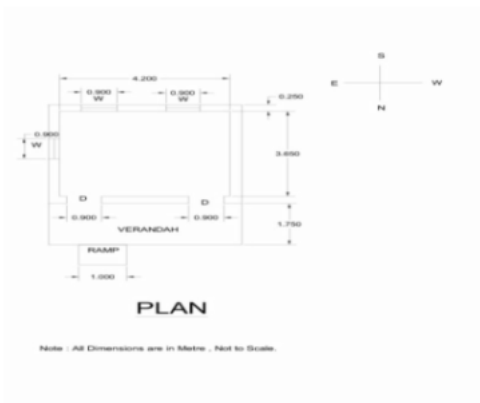 S
4.200
E W
0.900 0.900
W W
0.250
N
0.900
W
3.650
D D
0.900 0.900
1.750
VERANDAH
RAMP
1.000
PLAN
Note : All Dimensions are in Metre , Not to Scale.